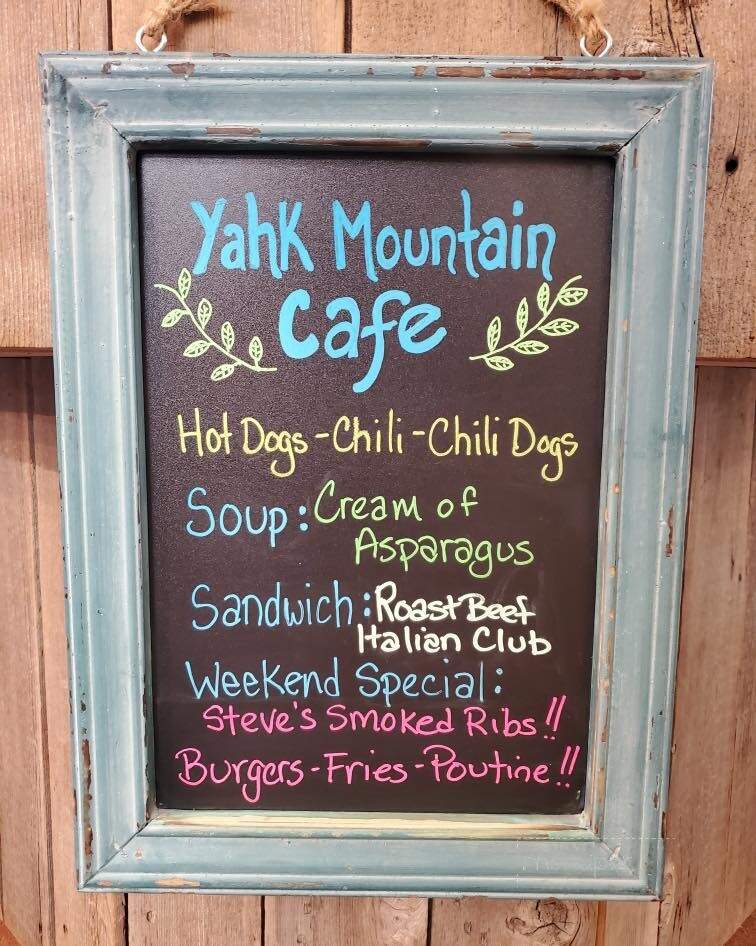 Yahk Mountain
Cafe
Hot Dogs - Chili - Chili Dogs
Soup: Cream of
Asparagus
Sandwich: Roast Beef
Italian Club
Weekend Special:
Steve's Smoked Ribs!!
Burgers - Fries - Poutine!!